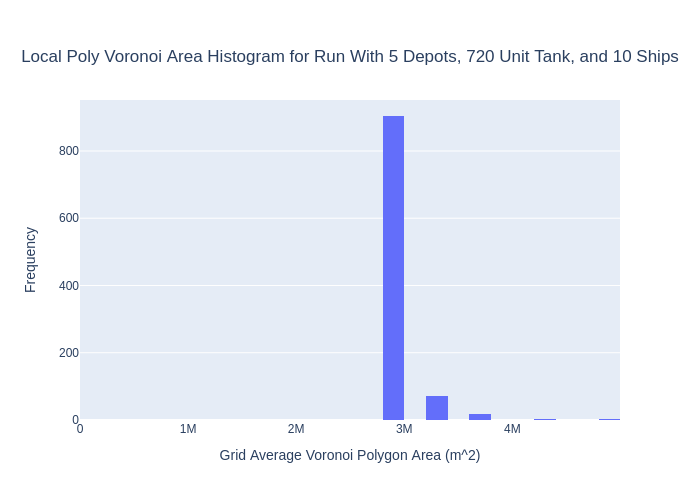 Local Poly Voronoi Area Histogram for Run With 5 Depots, 720 Unit Tank, and 10 Ships
800
600
400
200
0
Frequency
0 1M 2M 3M 4M
Grid Average Voronoi Polygon Area (m^2)